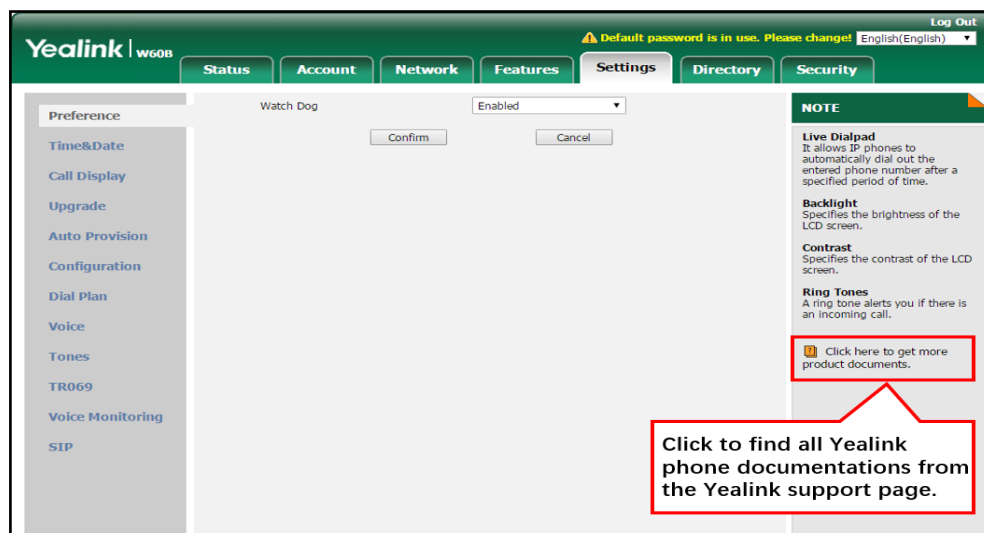 Log Out
Yealink | W60B
Default password is in use. Please change! English(English)
Status Account Network Features Settings Directory Security
Preference
Time&Date
Call Display
Upgrade
Auto Provision
Configuration
Dial Plan
Voice
Tones
TR069
Voice Monitoring
SIP
Watch Dog Enabled
Confirm Cancel
NOTE
Live Dialpad
It allows IP phones to
automatically dial out the
entered phone number after a
specified period of time.
Backlight
Specifies the brightness of the
LCD screen.
Contrast
Specifies the contrast of the LCD
screen.
Ring Tones
A ring tone alerts you if there is
an incoming call.
Click here to get more
product documents.
Click to find all Yealink
phone documentations from
the Yealink support page.